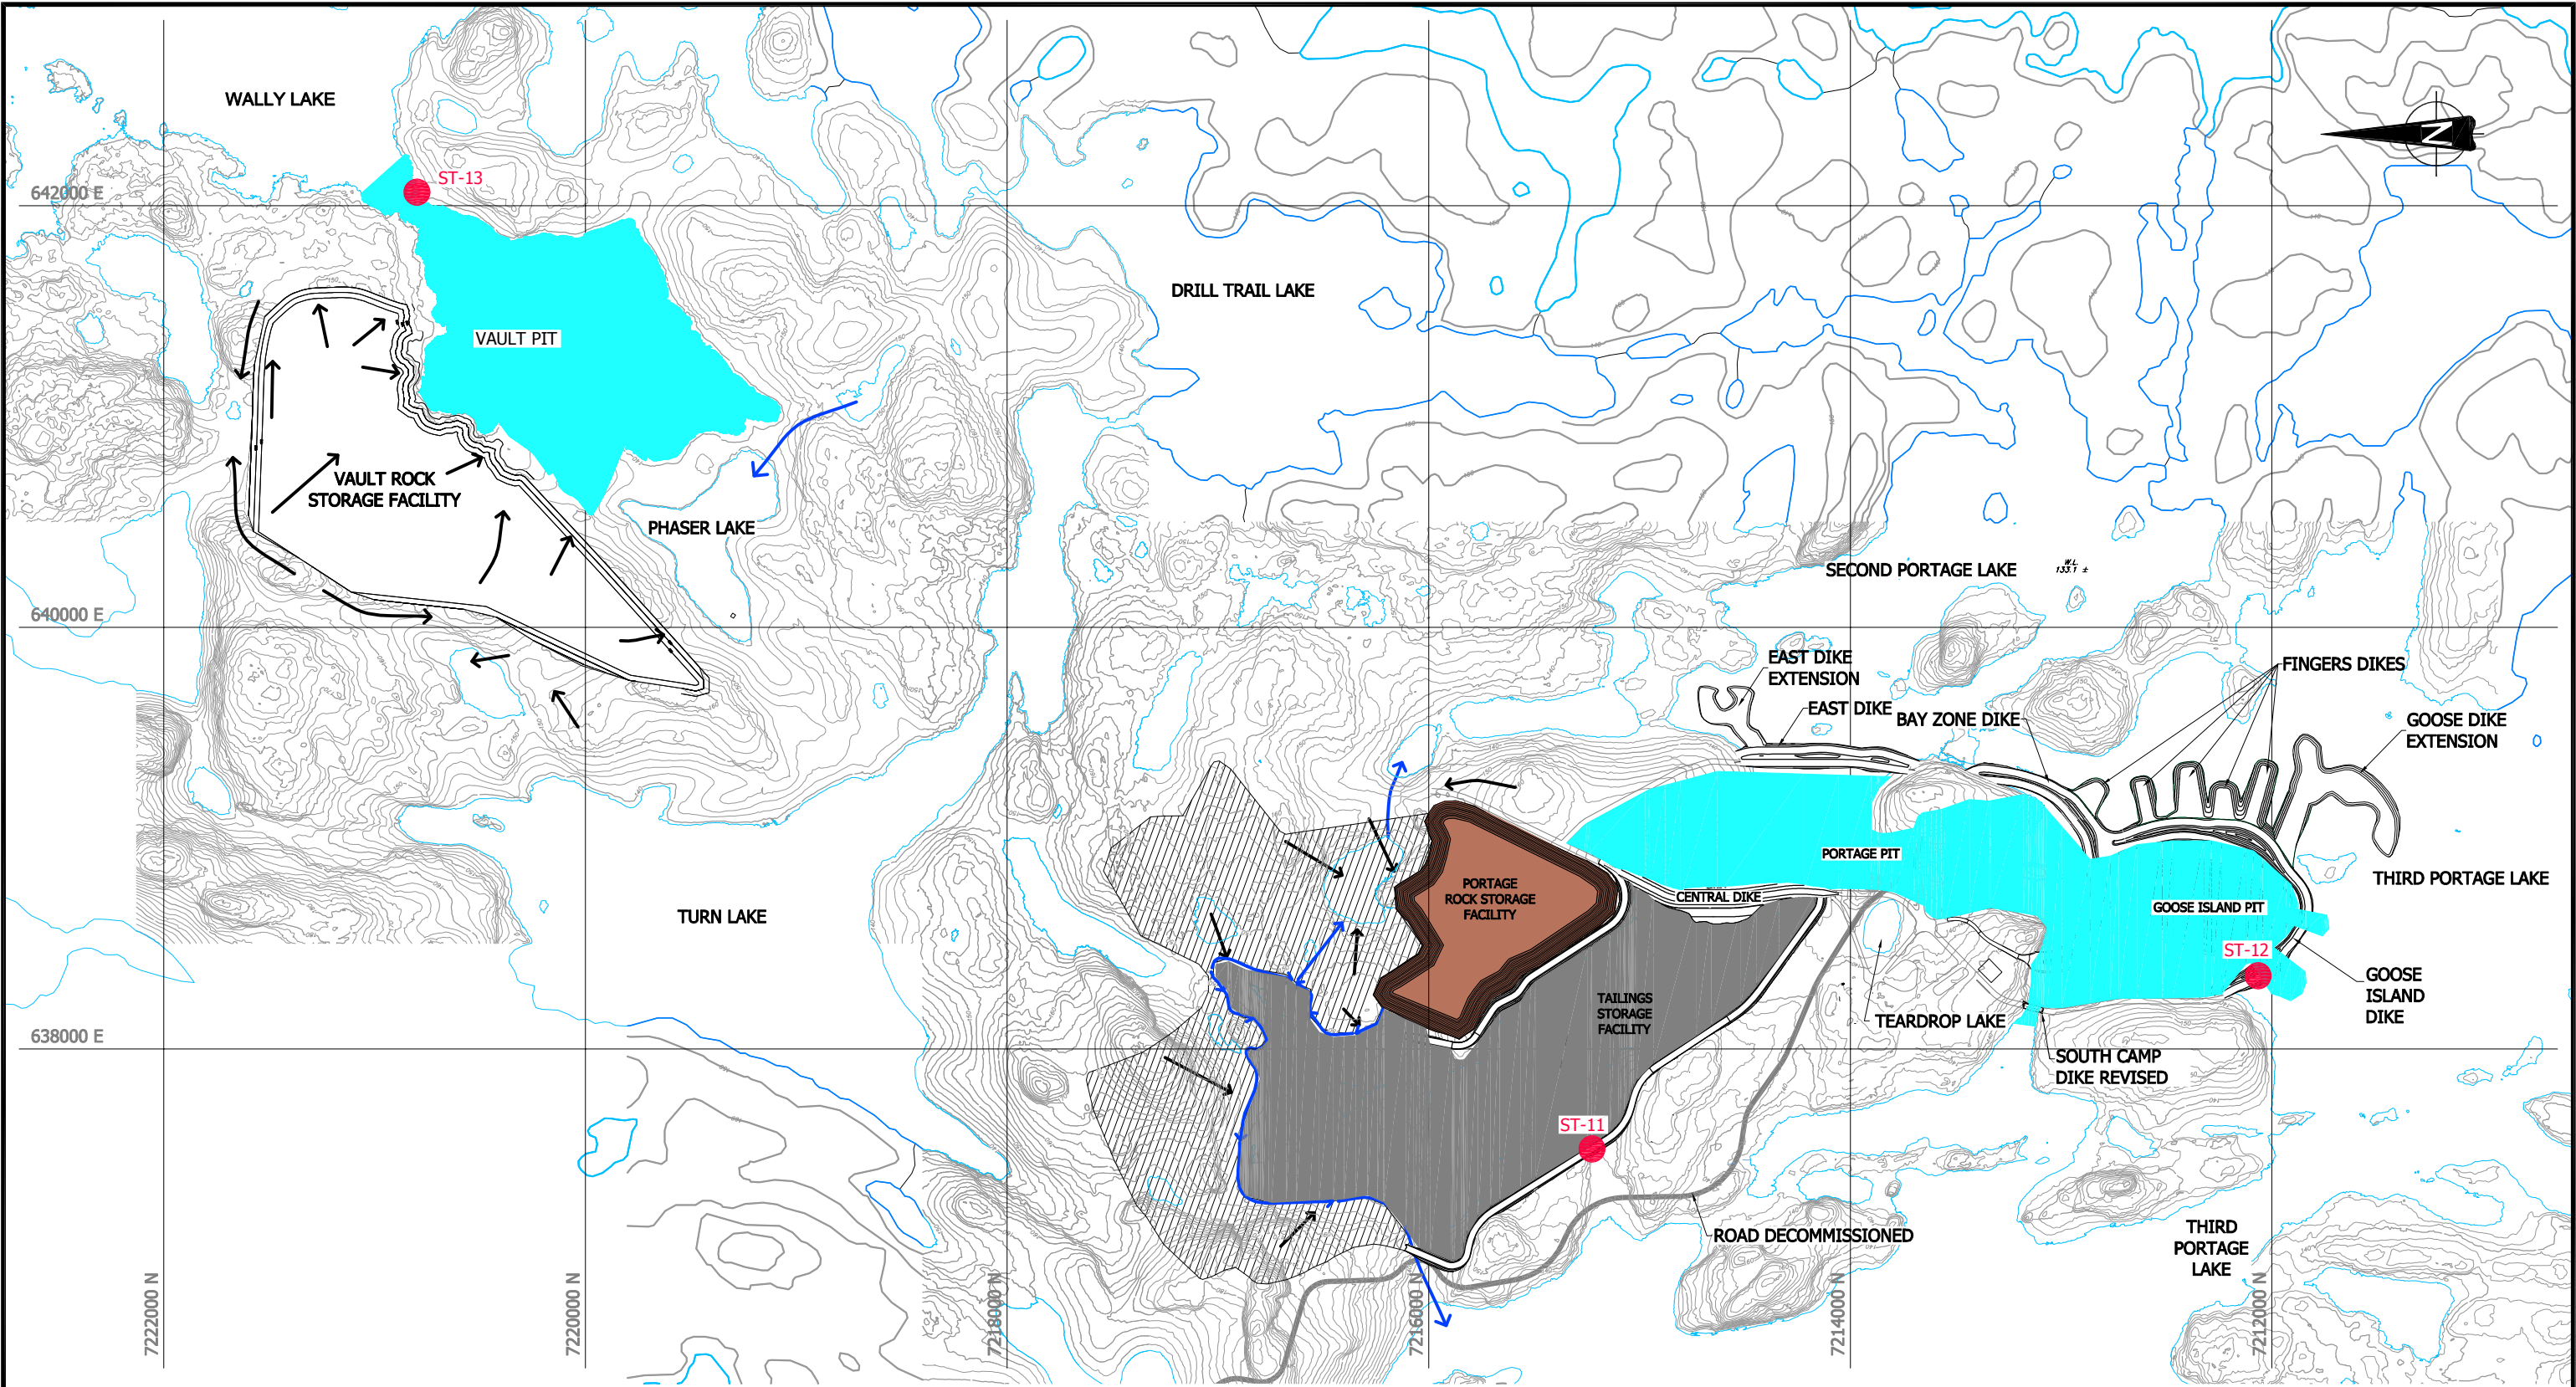 WALLY LAKE
ST-13
642000 E
N
DRILL TRAIL LAKE
VAULT PIT
VAULT ROCK
STORAGE FACILITY
PHASER LAKE
SECOND PORTAGE LAKE
W.L.
133.1 ±
640000 E
EAST DIKE
EXTENSION
FINGERS DIKES
EAST DIKE
BAY ZONE DIKE
GOOSE DIKE
EXTENSION
PORTAGE PIT
THIRD PORTAGE LAKE
PORTAGE
ROCK STORAGE
FACILITY
CENTRAL DIKE
GOOSE ISLAND PIT
TURN LAKE
ST-12
TAILINGS
STORAGE
FACILITY
GOOSE
ISLAND
DIKE
TEARDROP LAKE
638000 E
SOUTH CAMP
DIKE REVISED
ST-11
ROAD DECOMMISSIONED
THIRD
PORTAGE
LAKE
7222000 N
7220000 N
7218000 N
7216000 N
7214000 N
7212000 N